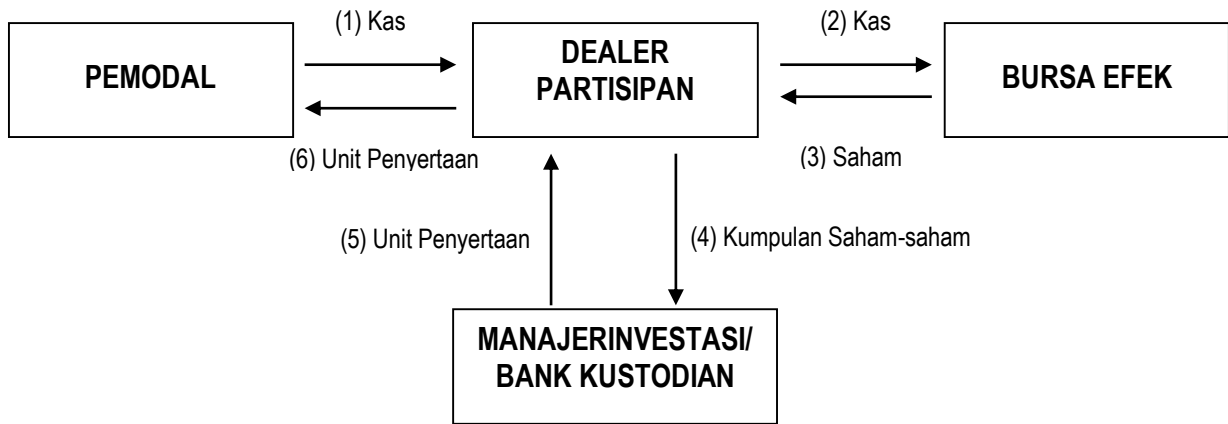 (1) Kas
(2) Kas
PEMODAL
DEALER
PARTISIPAN
BURSA EFEK
(6) Unit Penyertaan
(3) Saham
(5) Unit Penyertaan
(4) Kumpulan Saham-saham
MANAJERINVESTASI/
BANK KUSTODIAN